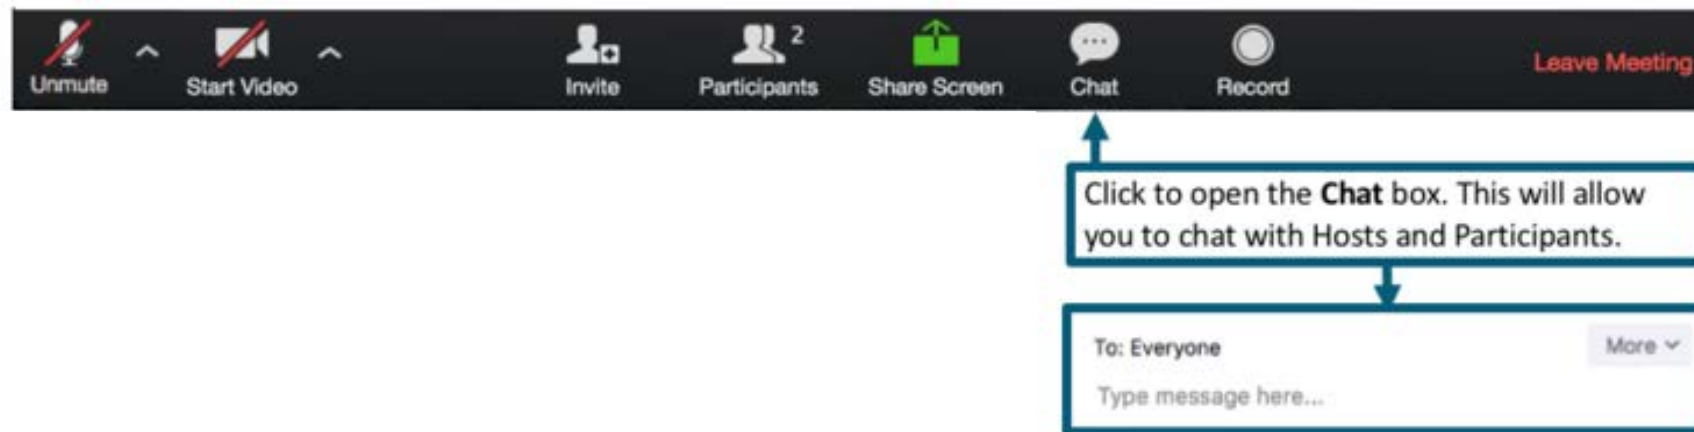 2
Unmute Start Video Invite Participants Share Screen Chat Record Leave Meeting
Click to open the Chat box. This will allow
you to chat with Hosts and Participants.
To: Everyone More
Type message here...